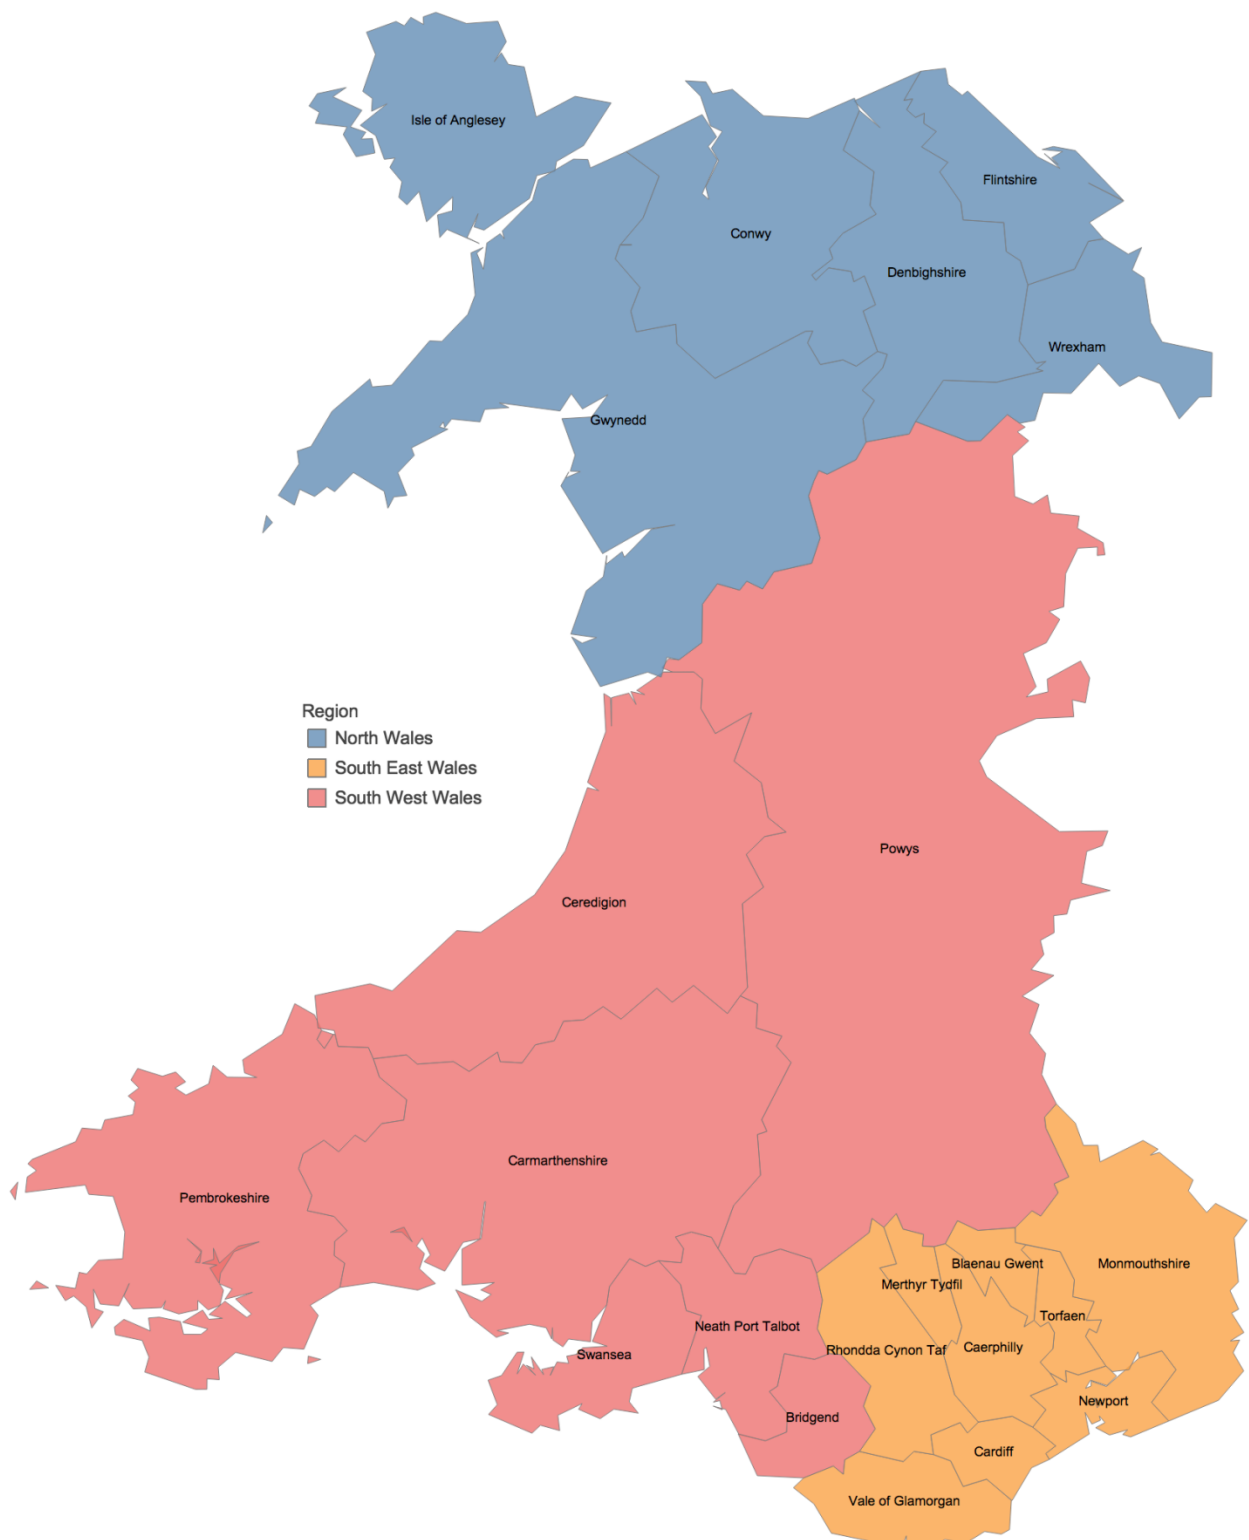 Isle of Anglesey
Flintshire
Conwy
Denbighshire
Wrexham
Gwynedd
Region
North Wales
South East Wales
South West Wales
Powys
Ceredigion
Carmarthenshire
Pembrokeshire
Blaenau Gwent
Monmouthshire
Merthyr Tydfil
Torfaen
Neath Port Talbot
Rhondda Cynon Taf
Caerphilly
Swansea
Newport
Bridgend
Cardiff
Vale of Glamorgan